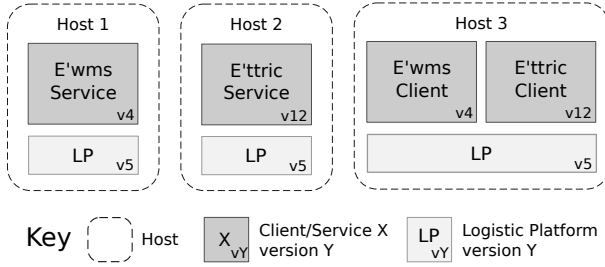 Host 1
E'wms
Service
v4
LP
v5
Host 2
E'ttric
Service
v12
LP
v5
Host 3
E'wms
Client
v4
E'ttric
Client
v12
LP
v5
Key
Host
X
vY
Client/Service X
version Y
LP
vY
Logistic Platform
version Y